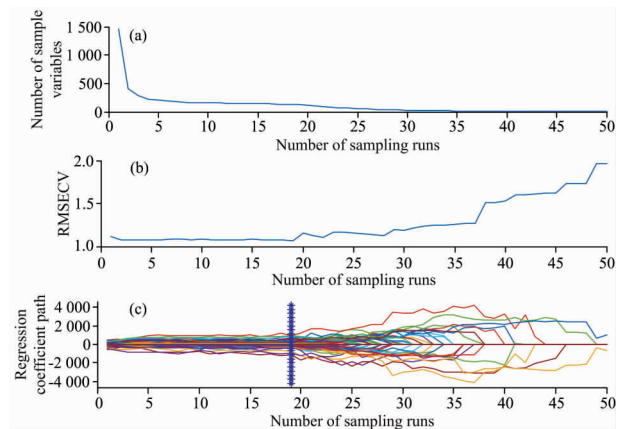 (a)
Number of sample
variables
1 500
1 000
500
0
0 5 10 15 20 25 30 35 40 45 50
Number of sampling runs
(b)
RMSECV
2.0
1.5
1.0
0 5 10 15 20 25 30 35 40 45 50
Number of sampling runs
(c)
Regression
coefficient path
4 000
2 000
0
-2 000
-4 000
0 5 10 15 20 25 30 35 40 45 50
Number of sampling runs